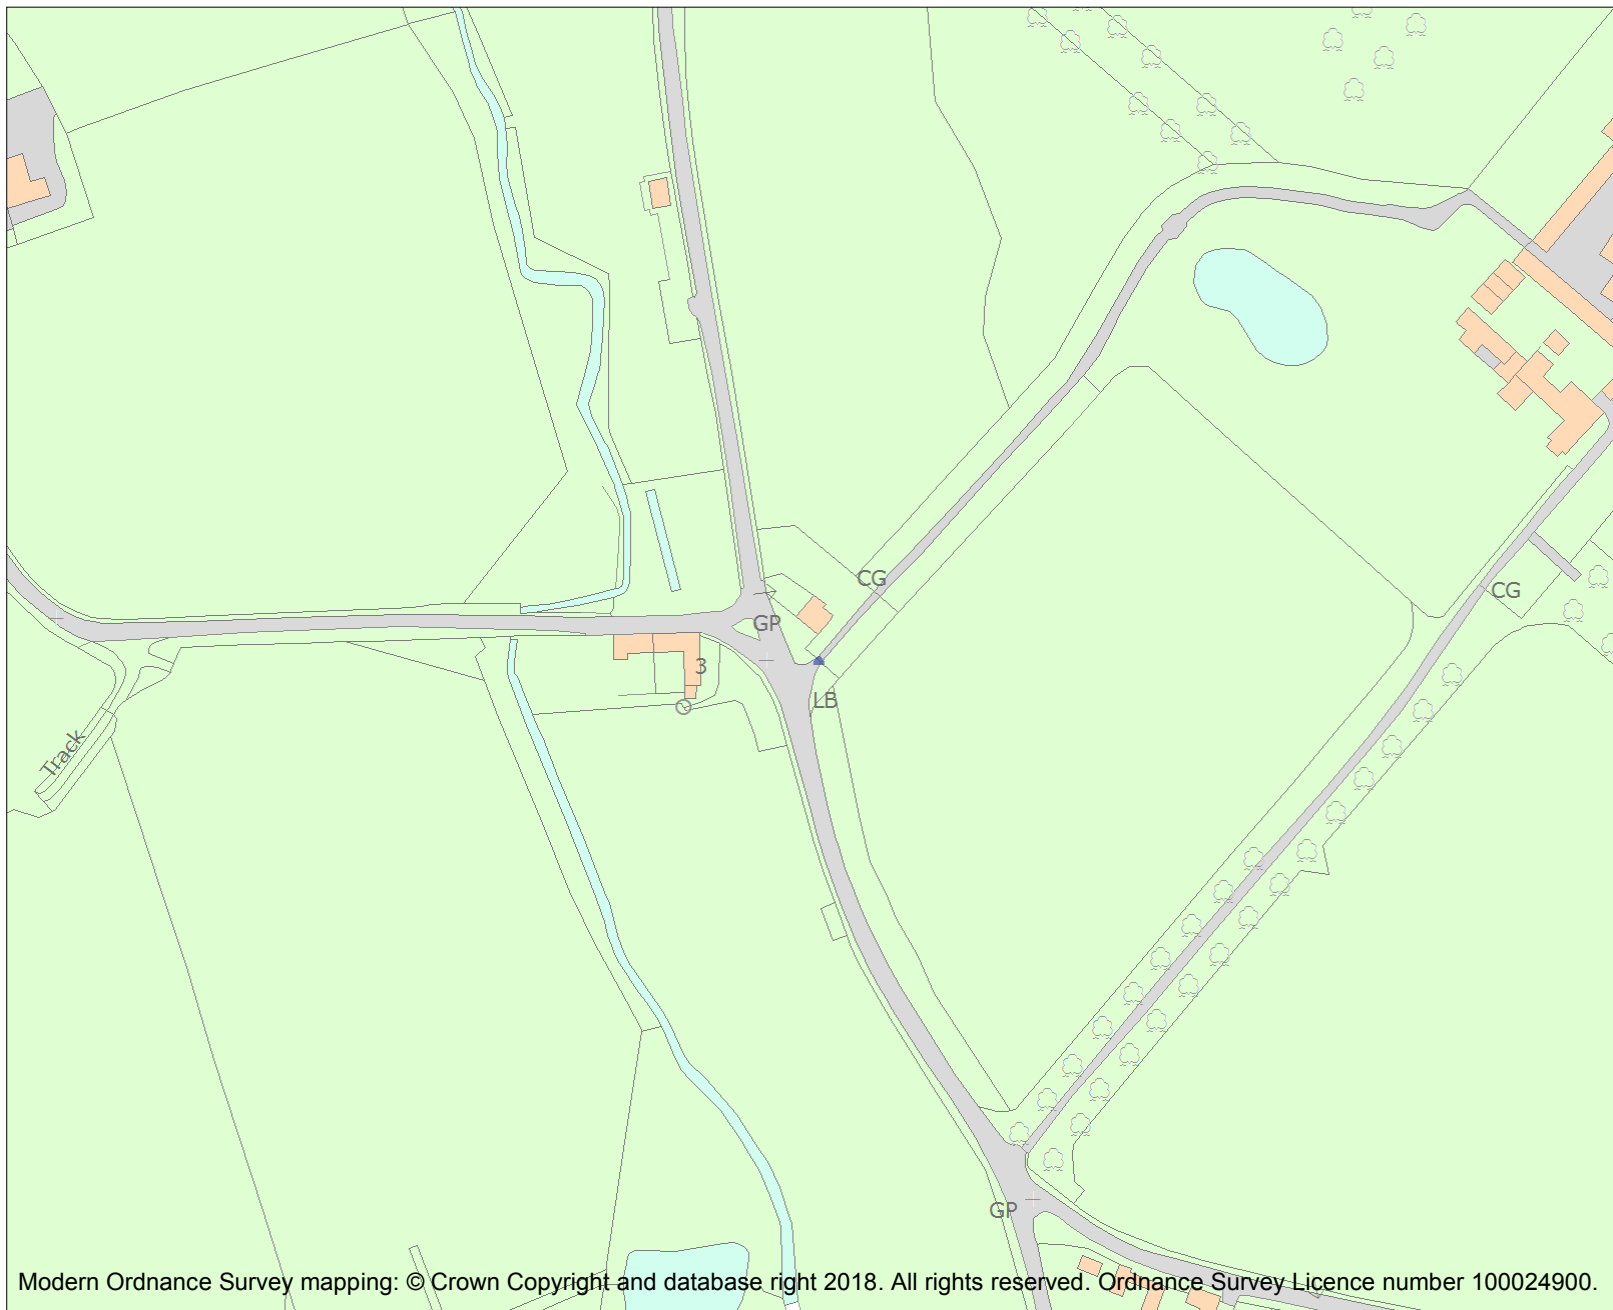 CG
CG
GP
3
LB
Track
GP
Modern Ordnance Survey mapping: © Crown Copyright and database right 2018. All rights reserved. Ordnance Survey Licence number 100024900.